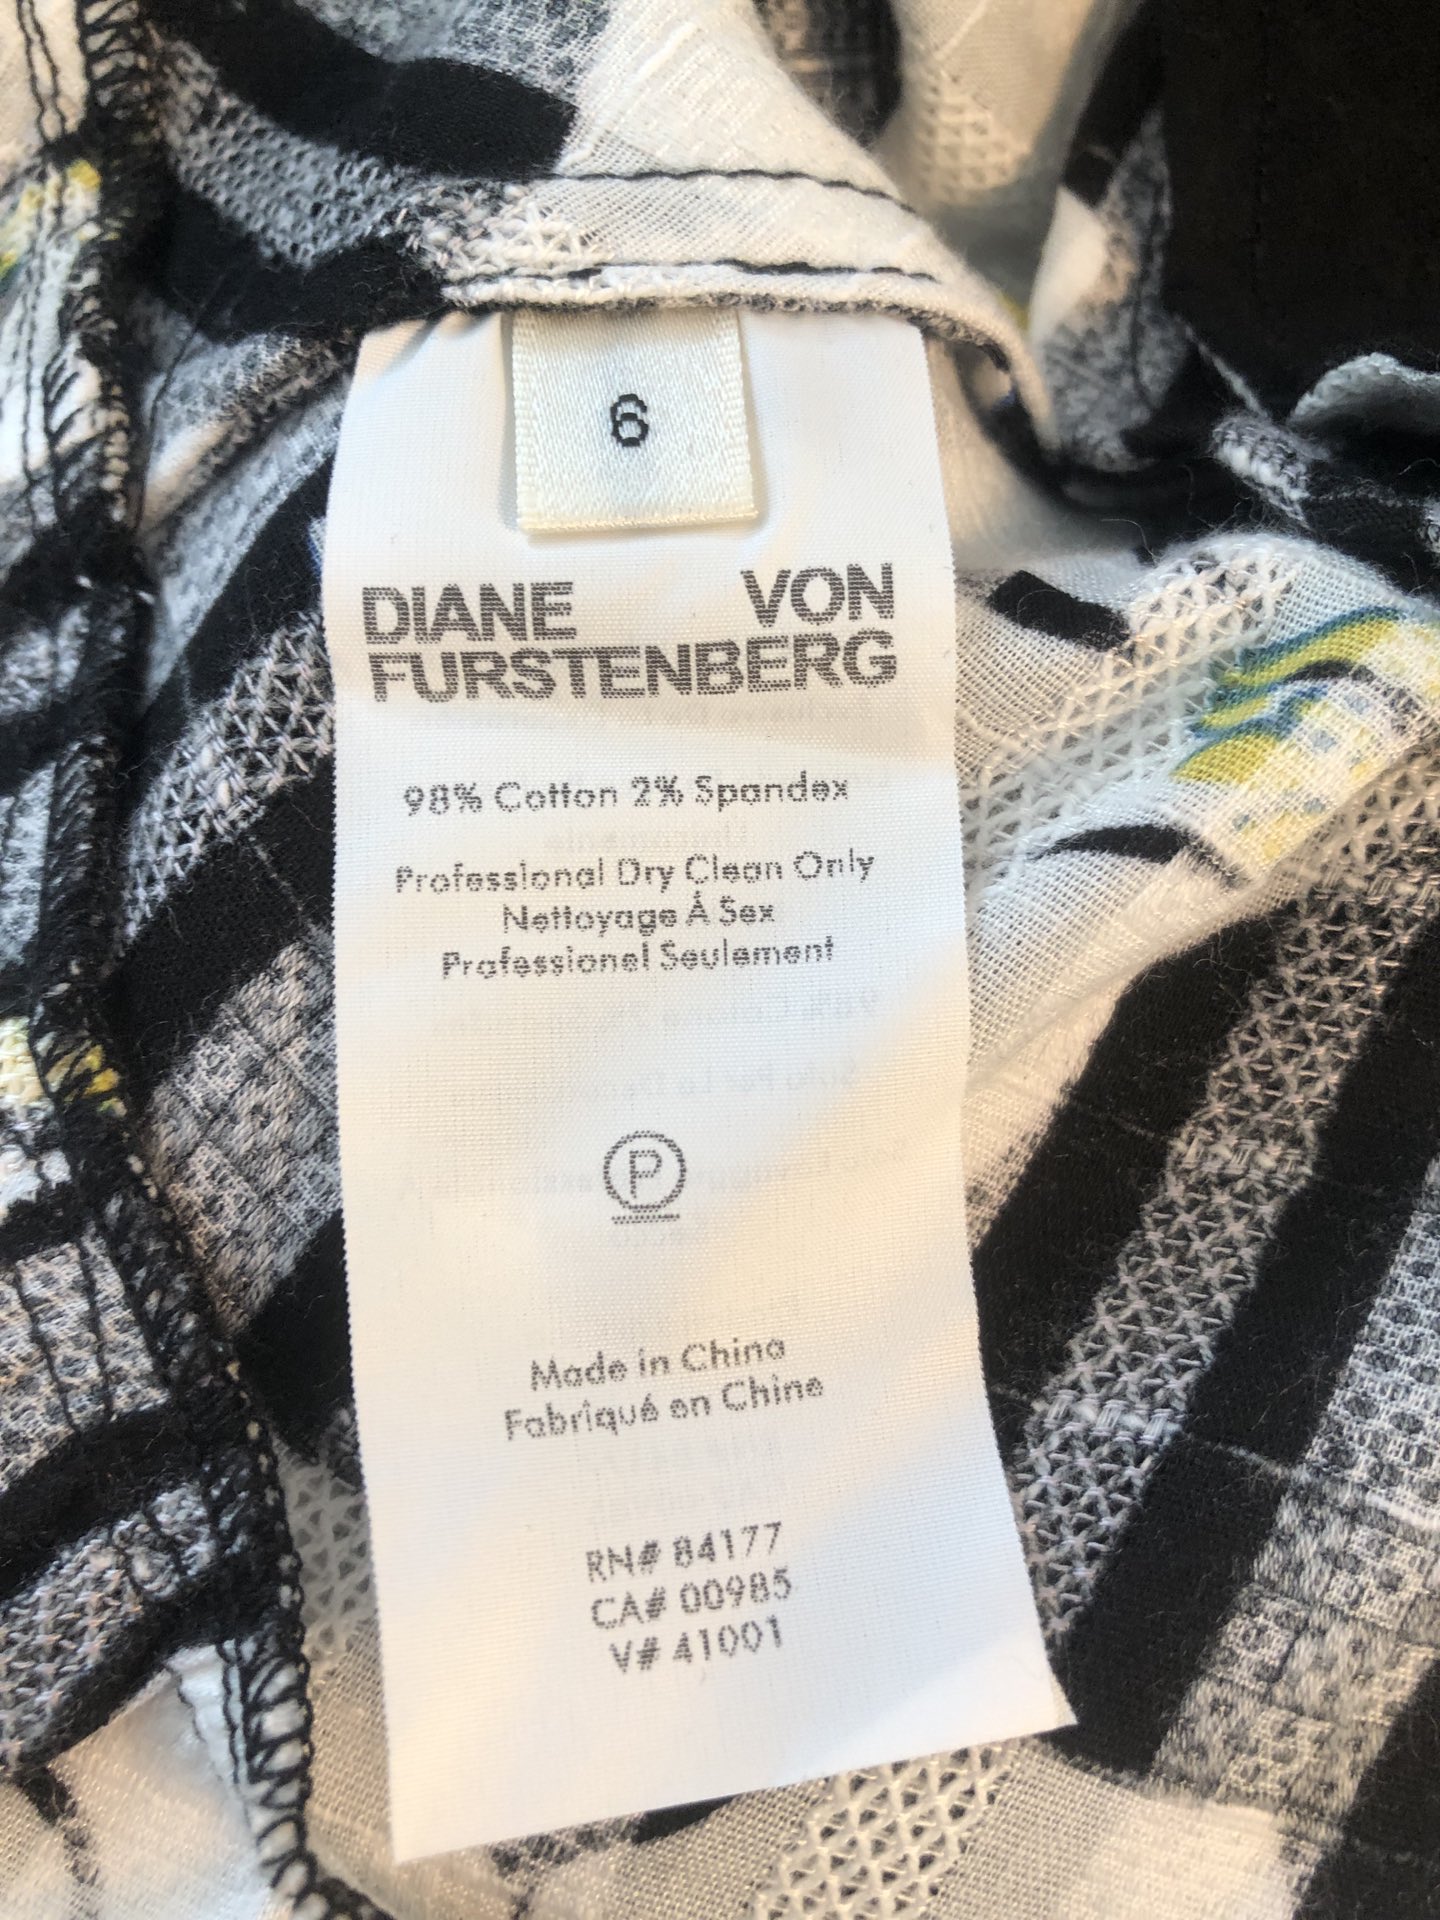 6
DIANE VON
FURSTENBERG
98% Cotton 2% Spandex
Professional Dry Clean Only
Nettoyage À Sex
Professionel Seulement
P
Made in China
Fabriqué en Chine
RN# 84177
CA# 00985
V# 41001